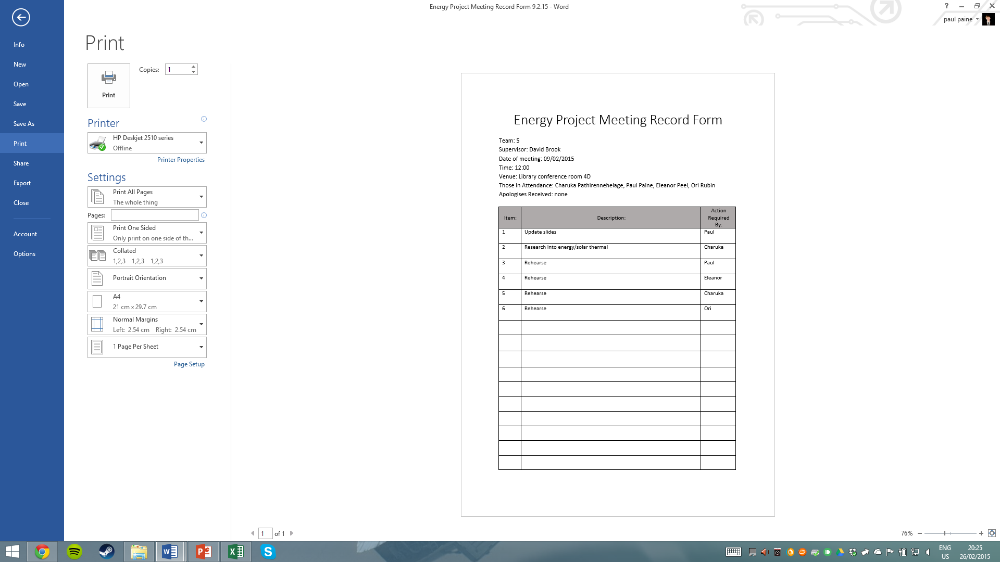 Energy Project Meeting Record Form 9.2.15 - Word
?
paul paine
Info
New
Open
Save
Save As
Print
Share
Export
Close
Account
Options
Print
Print
Copies: 1
Printer
HP Deskjet 2510 series
Offline
Printer Properties
Settings
Print All Pages
The whole thing
Pages:
Print One Sided
Only print on one side of th...
Collated
1,2,3 1,2,3 1,2,3
Portrait Orientation
A4
21 cm x 29.7 cm
Normal Margins
Left: 2.54 cm Right: 2.54 cm
1 Page Per Sheet
Page Setup
Energy Project Meeting Record Form
Team: 5
Supervisor: David Brook
Date of meeting: 09/02/2015
Time: 12:00
Venue: Library conference room 4D
Those in Attendance: Charuka Pathirennehelage, Paul Paine, Eleanor Peel, Ori Rubin
Apologises Received: none
Item: Description: Action Required By:
1 Update slides Paul
2 Research into energy/solar thermal Charuka
3 Rehearse Paul
4 Rehearse Eleanor
5 Rehearse Charuka
6 Rehearse Ori
1 of 1
76%
ENG
US
20:25
26/02/2015